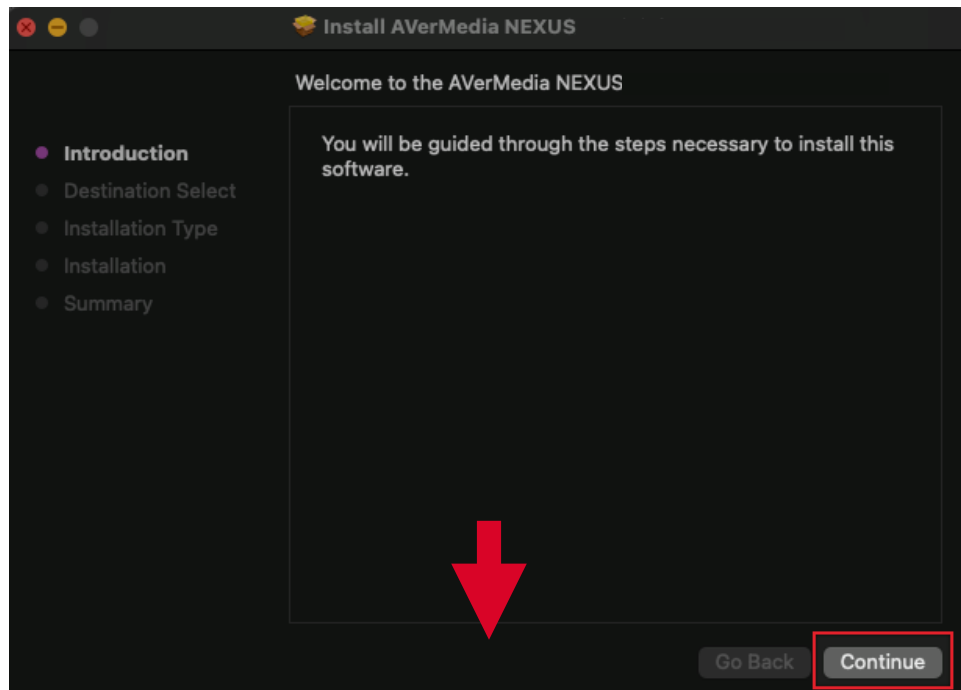 Install AVerMedia NEXUS
Welcome to the AVerMedia NEXUS
Introduction
Destination Select
Installation Type
Installation
Summary
You will be guided through the steps necessary to install this
software.
Go Back
Continue